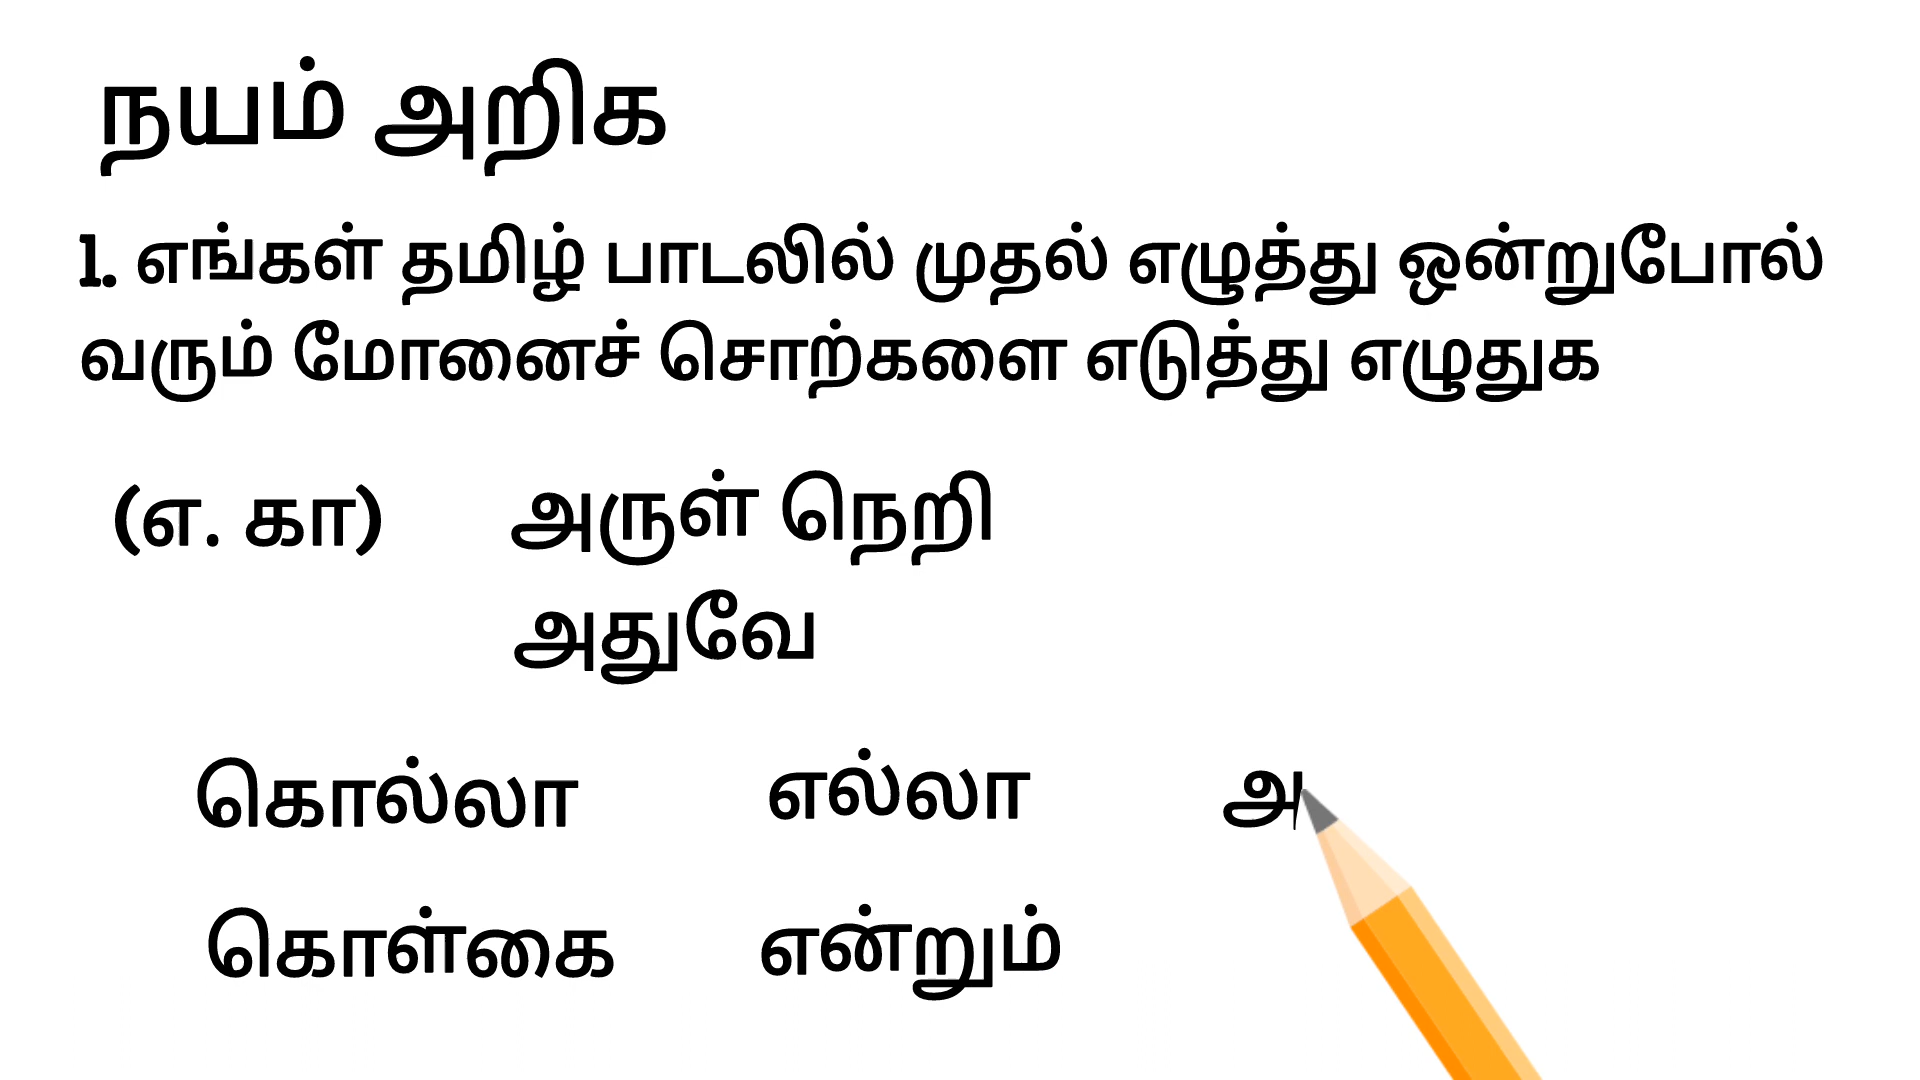 நயம் அறிக
1. எங்கள் தமிழ் பாடலில் முதல் எழுத்து ஒன்றுபோல்
வரும் மோனைச் சொற்களை எடுத்து எழுதுக
(எ. கா) அருள் நெறி
அதுவே
கொல்லா எல்லா அ
கொள்கை என்றும்